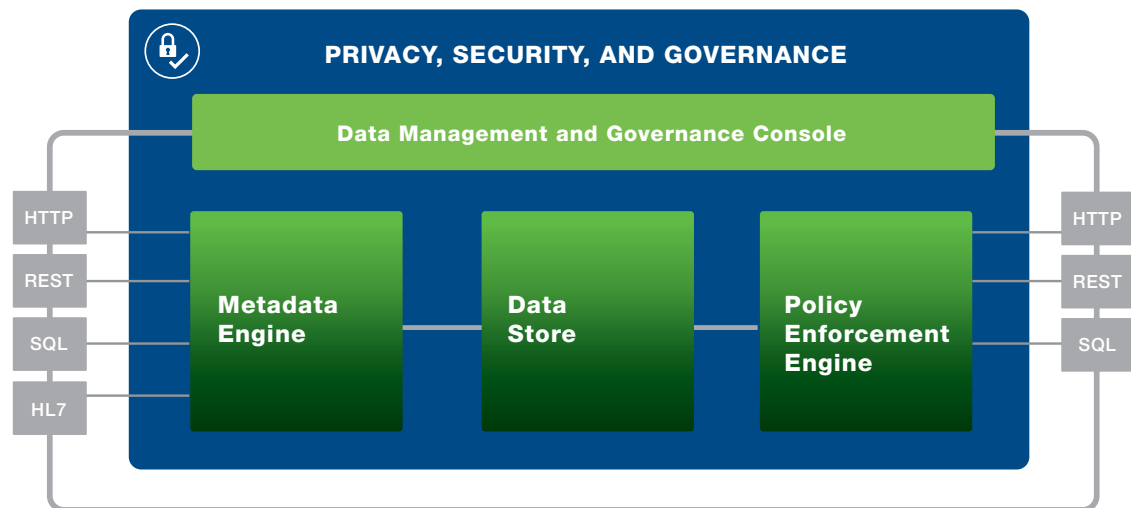 PRIVACY, SECURITY, AND GOVERNANCE
Data Management and Governance Console
HTTP
REST
SQL
HL7
Metadata
Engine
Data
Store
Policy
Enforcement
Engine
HTTP
REST
SQL